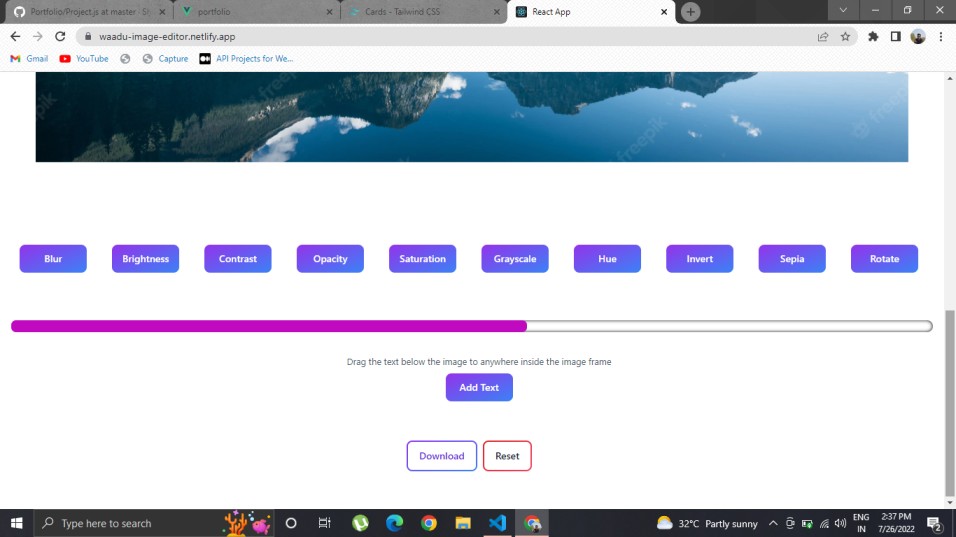 Portfolio/Project.js at master · S
portfolio
Cards - Tailwind CSS
React App
waadu-image-editor.netlify.app
Gmail
YouTube
Capture
API Projects for We...
freepik
freepik
Blur
Brightness
Contrast
Opacity
Saturation
Grayscale
Hue
Invert
Sepia
Rotate
Drag the text below the image to anywhere inside the image frame
Add Text
Download
Reset
Type here to search
32°C Partly sunny
ENG
IN
2:37 PM
7/26/2022
2